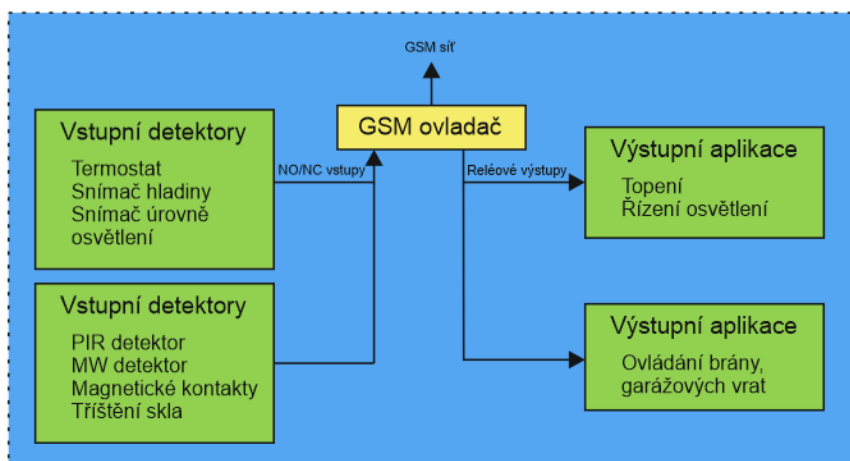 GSM síť
GSM ovladač
Vstupní detektory
Termostat
Snímač hladiny
Snímač úrovně
osvětlení
NO/NC vstupy
Reléové výstupy
Výstupní aplikace
Topení
Řízení osvětlení
Vstupní detektory
PIR detektor
MW detektor
Magnetické kontakty
Tříštění skla
Výstupní aplikace
Ovládání brány,
garážových vrat